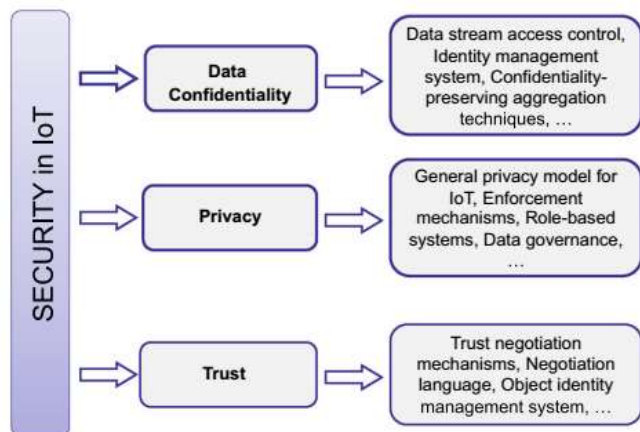 SECURITY in IoT
Data
Confidentiality
Data stream access control,
Identity management
system, Confidentiality-
preserving aggregation
techniques, …
Privacy
General privacy model for
IoT, Enforcement
mechanisms, Role-based
systems, Data governance,
…
Trust
Trust negotiation
mechanisms, Negotiation
language, Object identity
management system, …